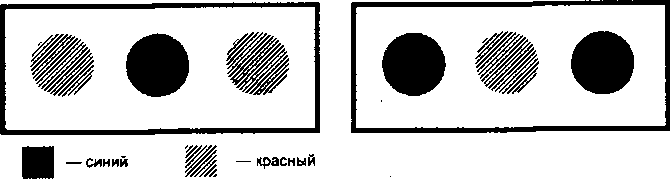 — синий — красный